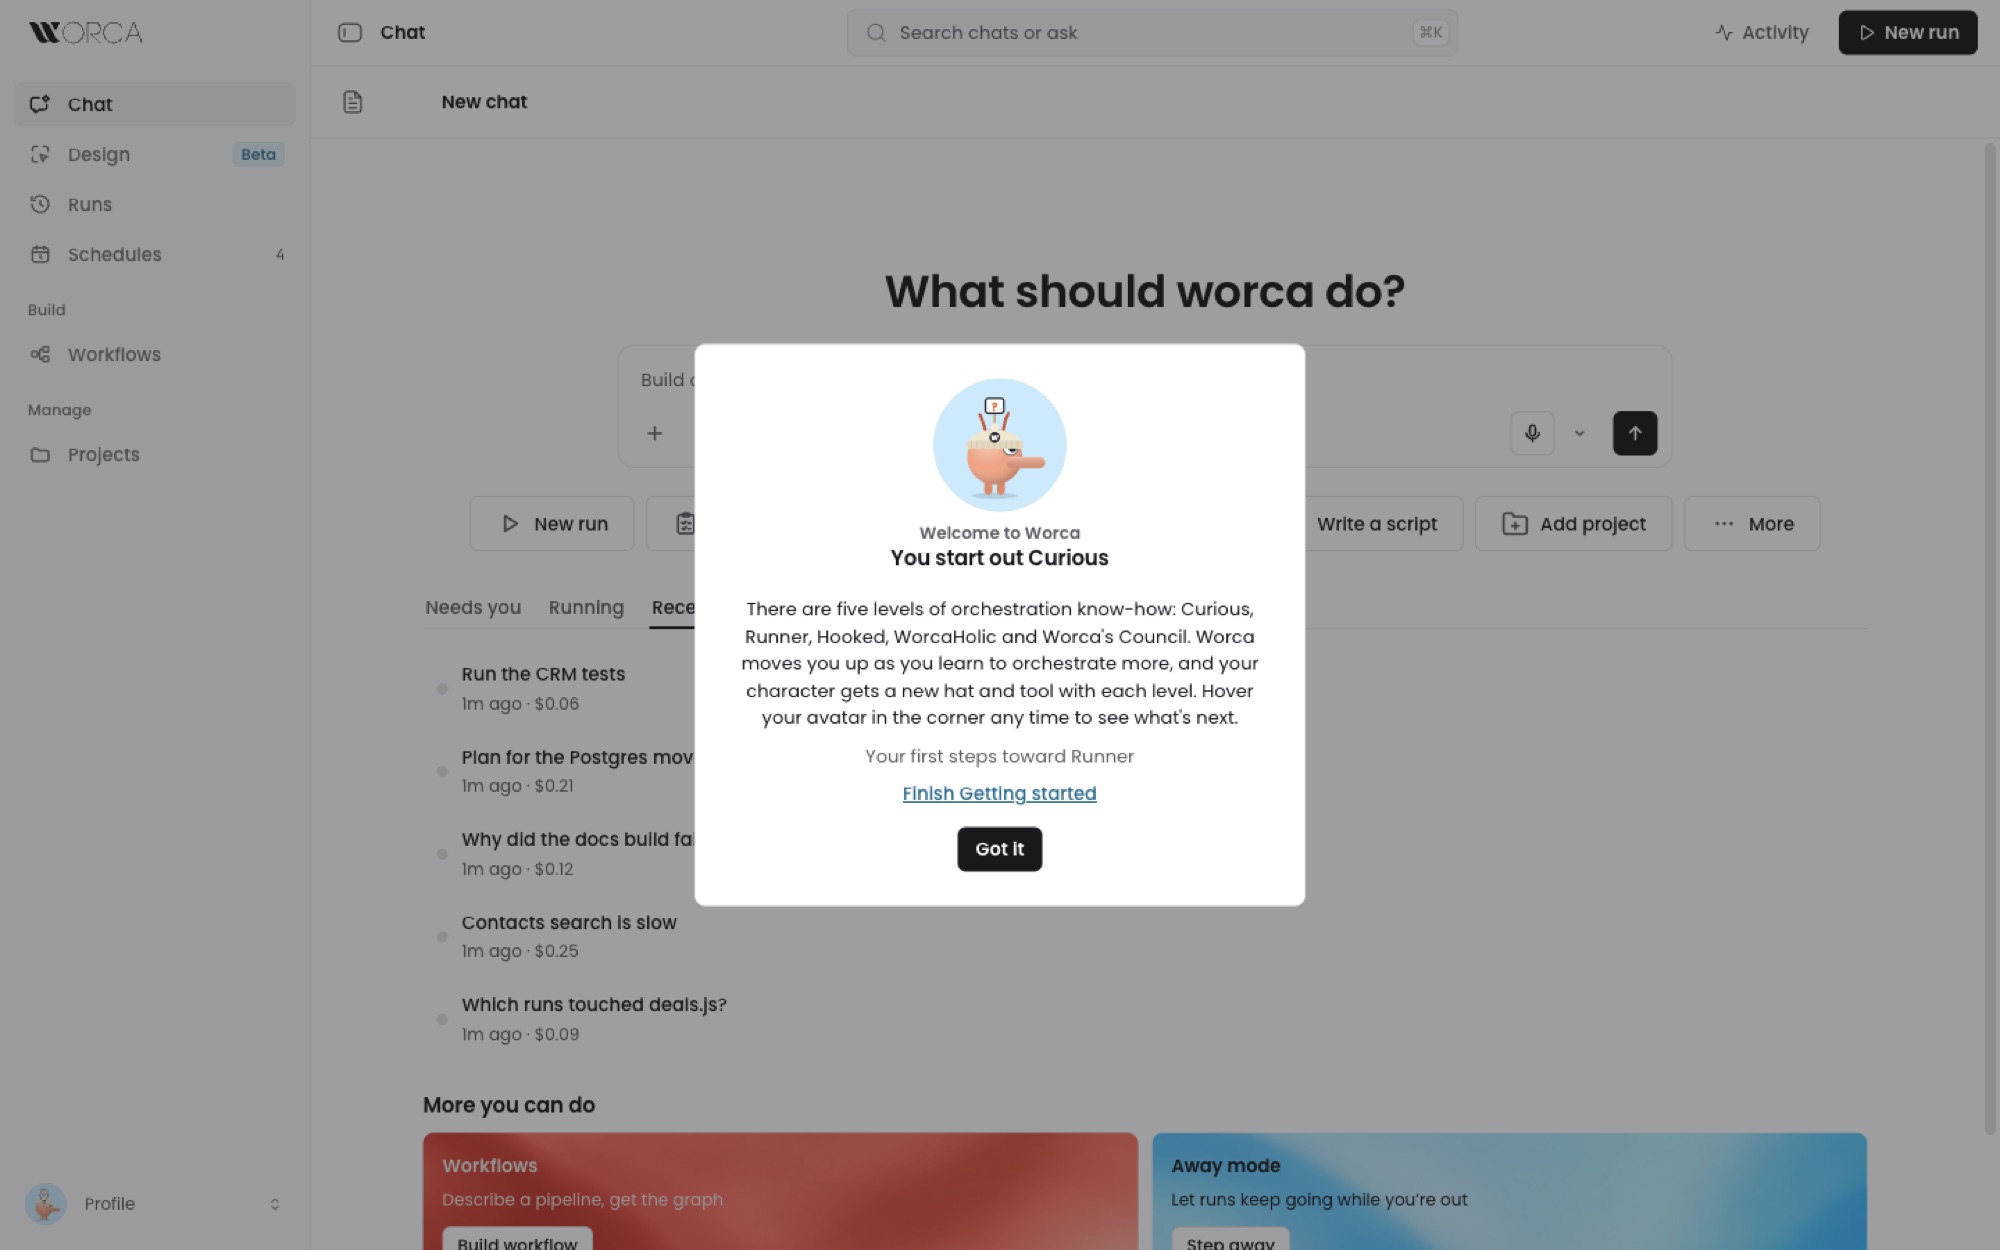 WORCA
Chat
Search chats or ask
⌘K
Activity
New run
Chat
Design
Beta
Runs
Schedules
4
Build
Workflows
Manage
Projects
Profile
New chat
What should worca do?
Build
New run
Write a script
Add project
More
Needs you
Running
Rece
Run the CRM tests
1m ago · $0.06
Plan for the Postgres mov
1m ago · $0.21
Why did the docs build fai
1m ago · $0.12
Contacts search is slow
1m ago · $0.25
Which runs touched deals.js?
1m ago · $0.09
?
W
Welcome to Worca
You start out Curious
There are five levels of orchestration know-how: Curious,
Runner, Hooked, WorcaHolic and Worca's Council. Worca
moves you up as you learn to orchestrate more, and your
character gets a new hat and tool with each level. Hover
your avatar in the corner any time to see what's next.
Your first steps toward Runner
Finish Getting started
Got it
More you can do
Workflows
Describe a pipeline, get the graph
Build workflow
Away mode
Let runs keep going while you're out
Step away